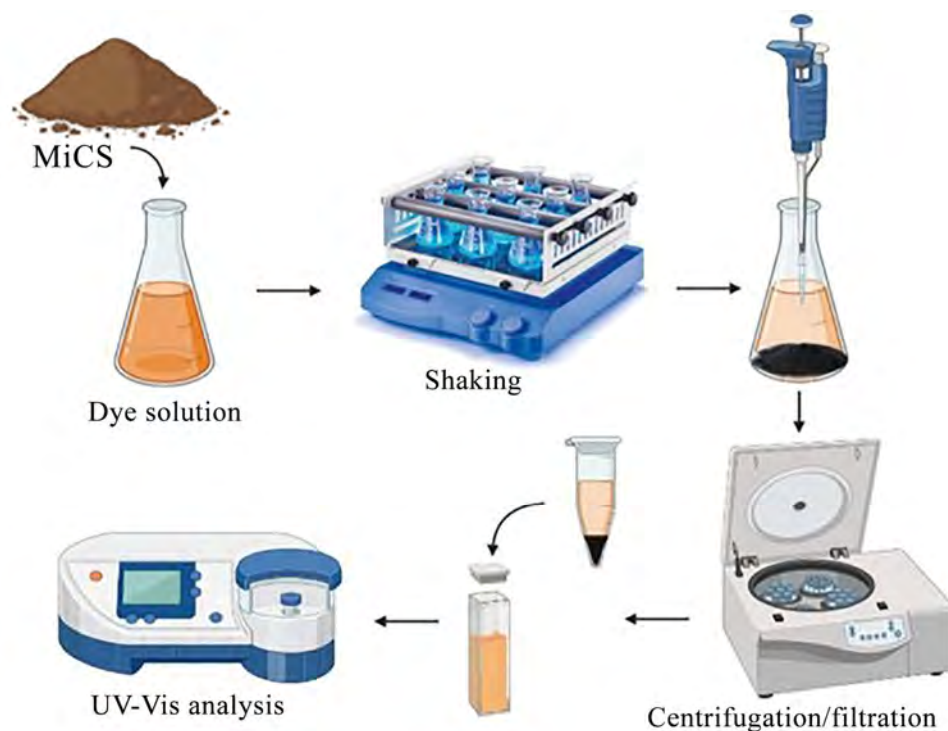 MiCS
Dye solution
Shaking
Centrifugation/filtration
UV-Vis analysis